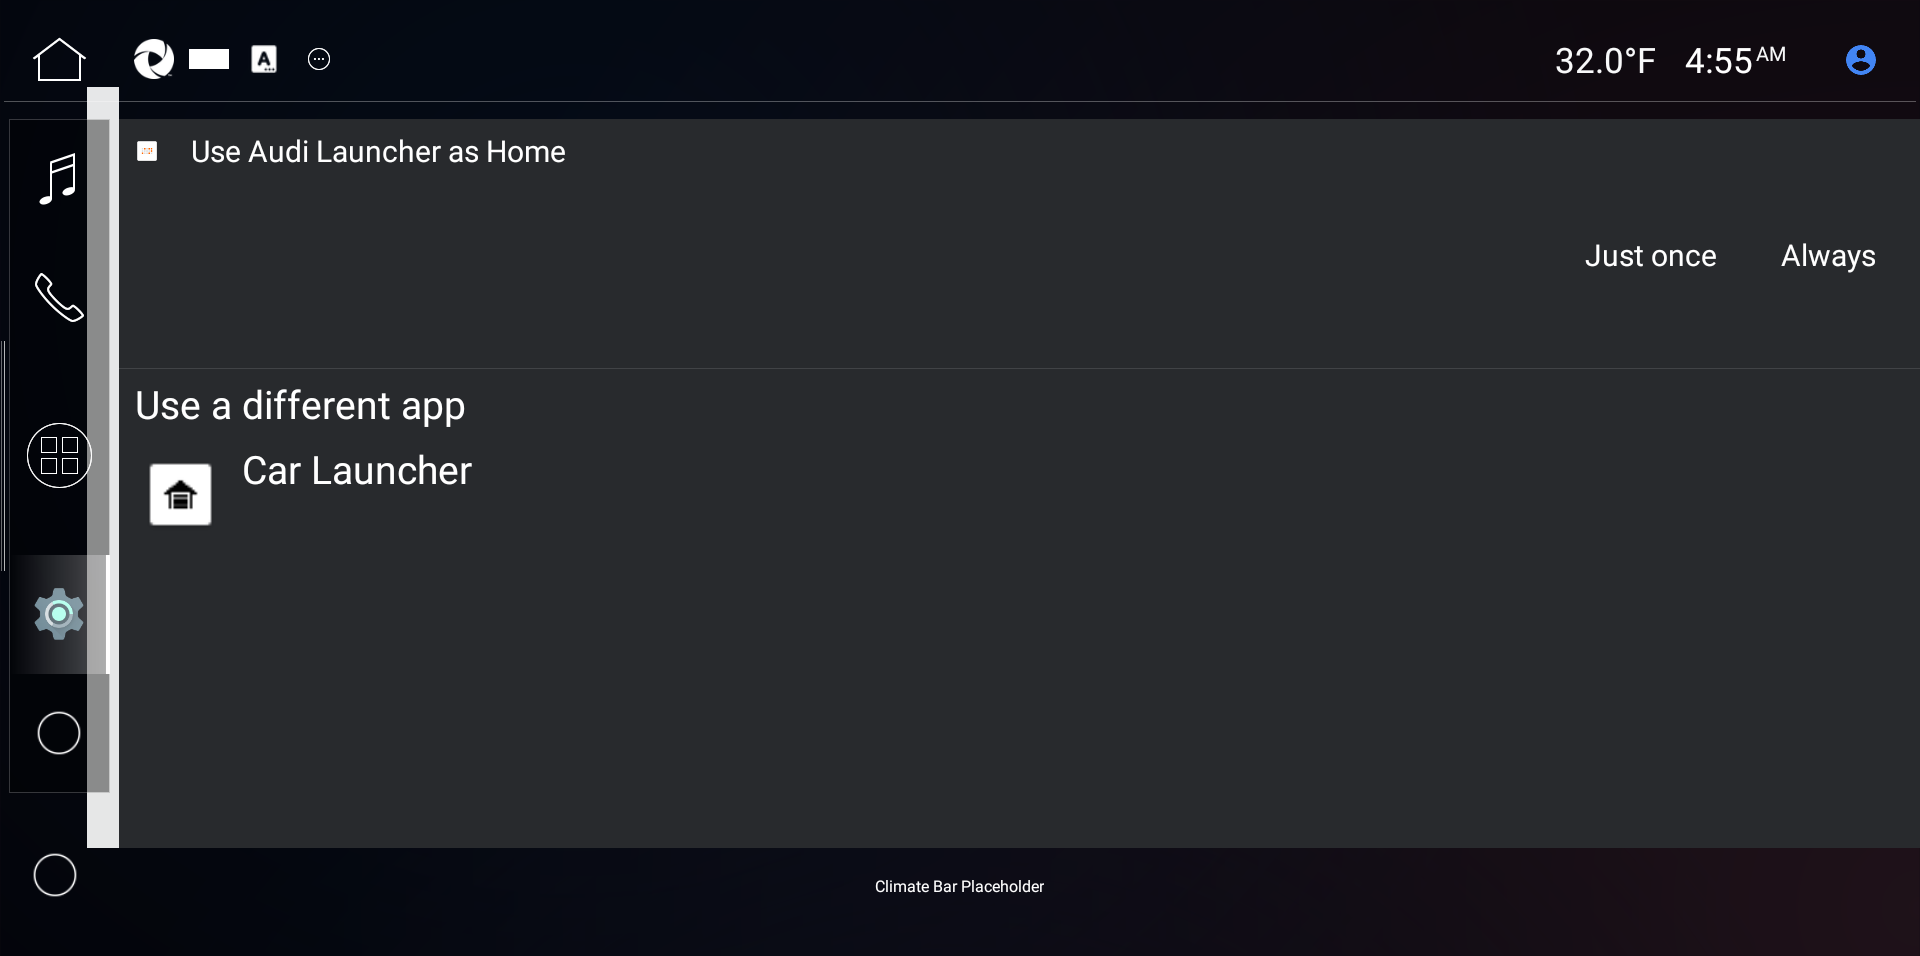 32.0°F 4:55 AM
A
Use Audi Launcher as Home
Just once Always
Use a different app
Car Launcher
Climate Bar Placeholder